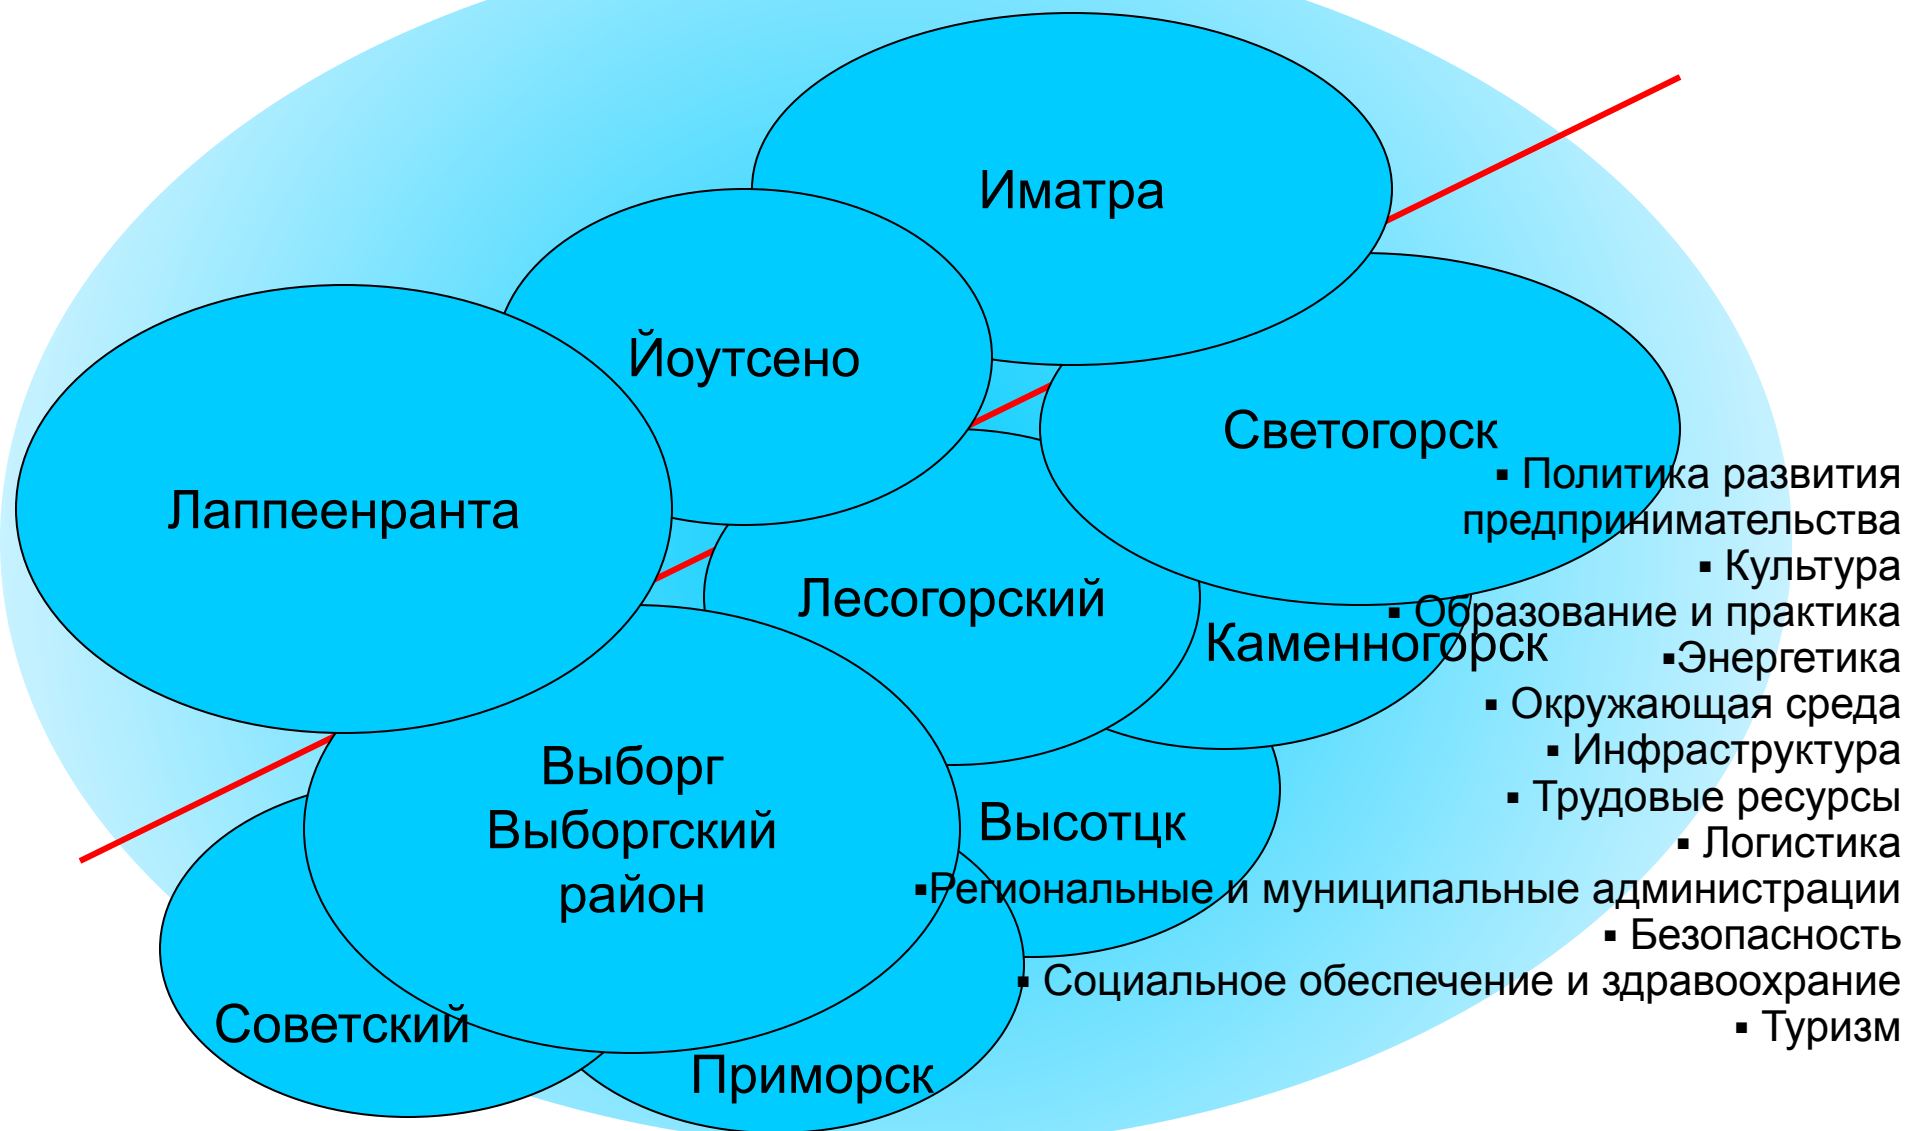 Иматра
Йоутсено
Светогорск
Лаппеенранта
Лесогорский
Каменногорск
Выборг
Выборгский
район
Высотцк
Советский
Приморск
▪ Политика развития
предпринимательства
▪ Культура
▪ Образование и практика
▪Энергетика
▪ Окружающая среда
▪ Инфраструктура
▪ Трудовые ресурсы
▪ Логистика
▪Региональные и муниципальные администрации
▪ Безопасность
▪ Социальное обеспечение и здравоохрание
▪ Туризм